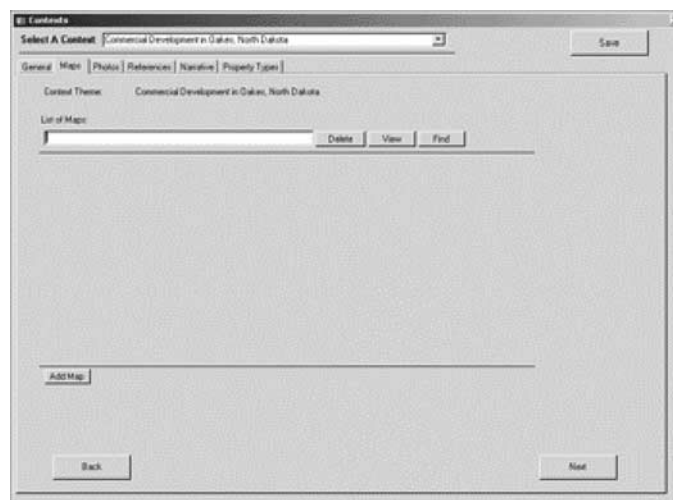 Contexts
Select A Context Commercial Development in Oakes, North Dakota Save
General Maps Photos References Narrative Property Types
Context Theme: Commercial Development in Oakes, North Dakota
List of Maps:
Delete View Find
Add Map
Back Next